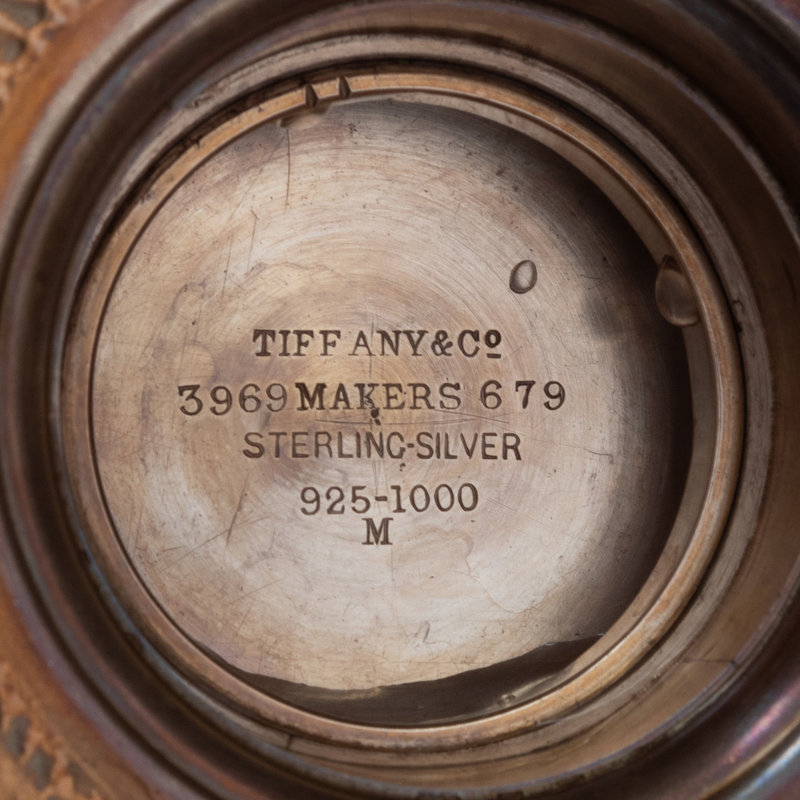 TIFFANY&Cº
3969 MAKERS 679
STERLING-SILVER
925-1000
M